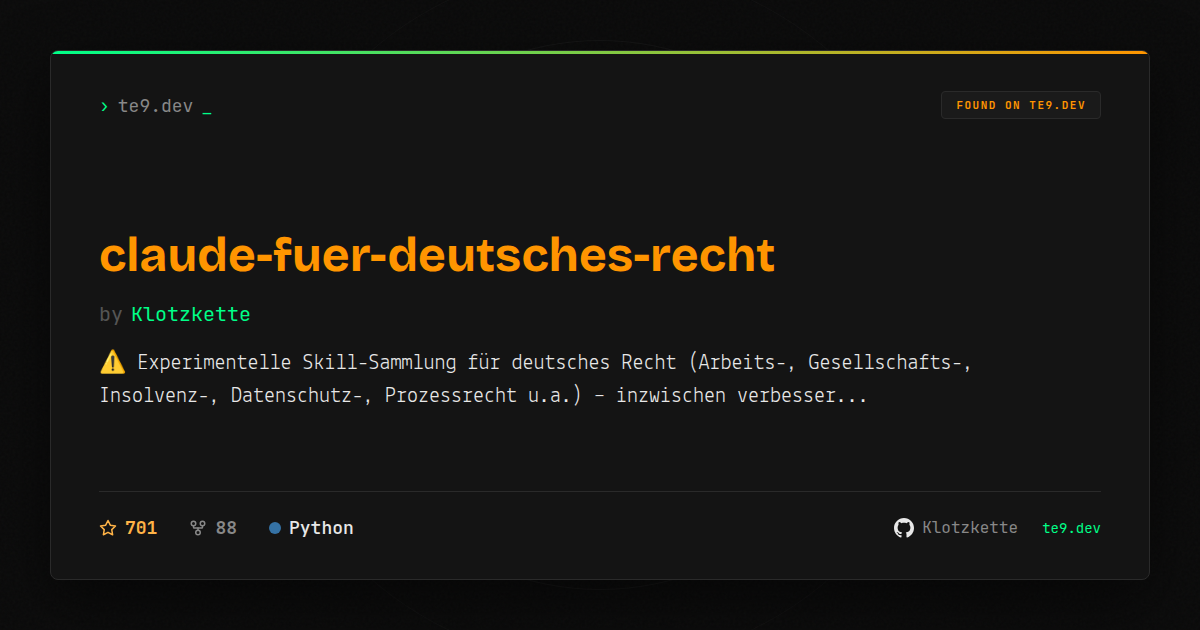 › te9.dev _
FOUND ON TE9.DEV
claude-fuer-deutsches-recht
by Klotzkette
⚠️ Experimentelle Skill-Sammlung für deutsches Recht (Arbeits-, Gesellschafts-,
Insolvenz-, Datenschutz-, Prozessrecht u.a.) – inzwischen verbesser...
701 88 Python
Klotzkette te9.dev